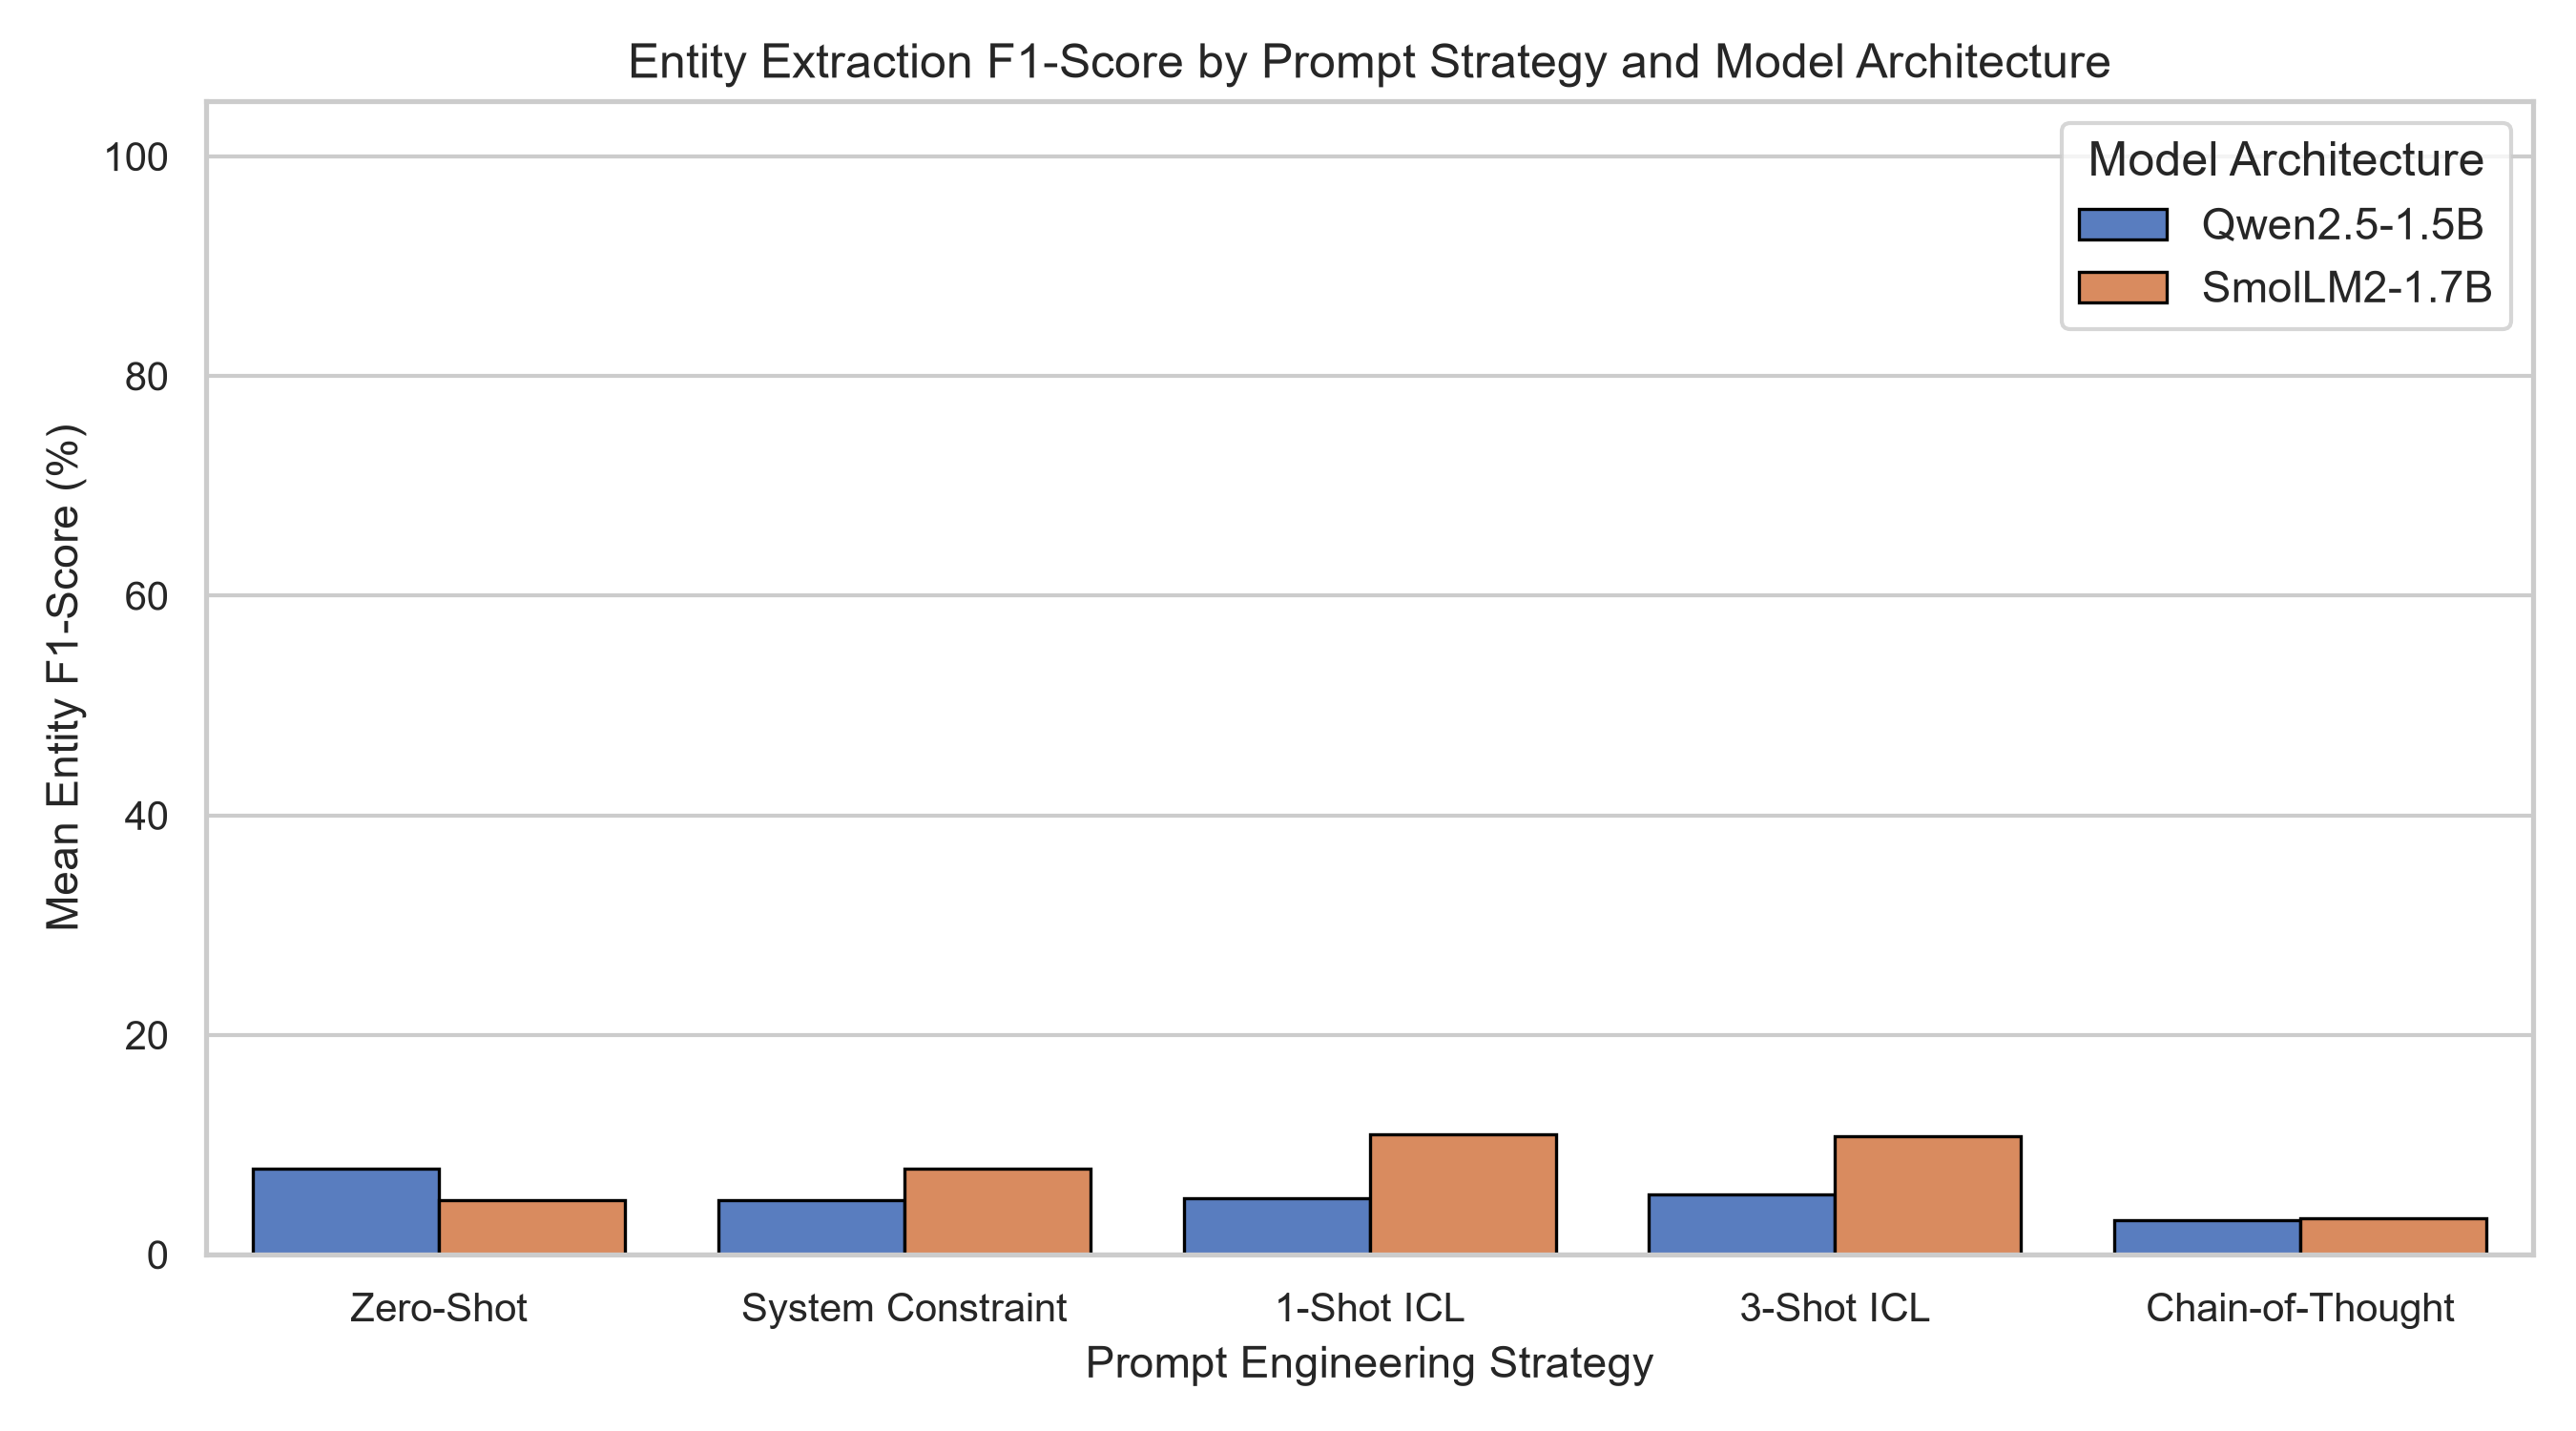 Entity Extraction F1-Score by Prompt Strategy and Model Architecture
Model Architecture
Qwen2.5-1.5B
SmolLM2-1.7B
Mean Entity F1-Score (%)
100
80
60
40
20
0
Zero-Shot
System Constraint
1-Shot ICL
3-Shot ICL
Chain-of-Thought
Prompt Engineering Strategy